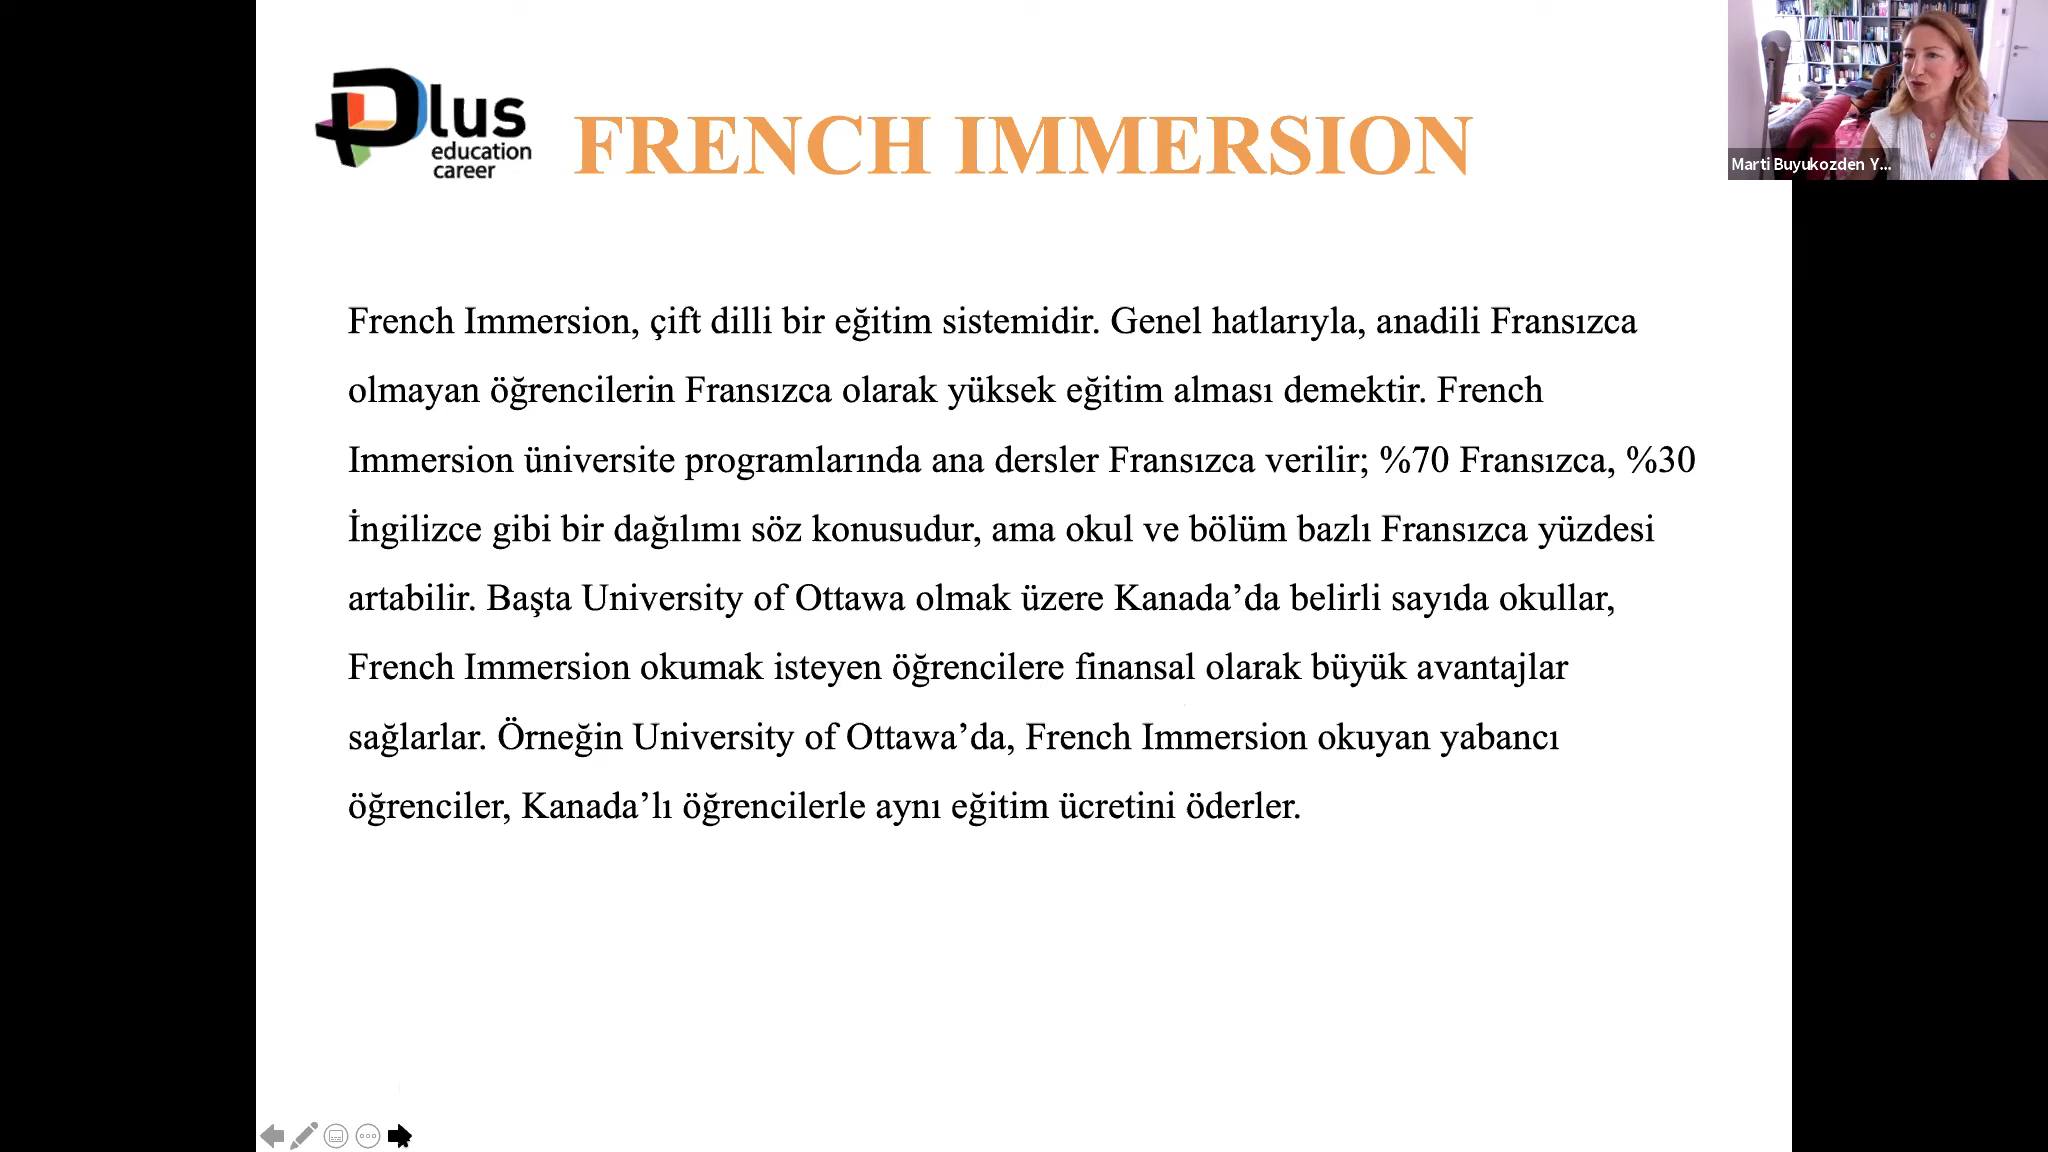 Plus
education
career
FRENCH IMMERSION
Marti Buyukozden Y...
French Immersion, çift dilli bir eğitim sistemidir. Genel hatlarıyla, anadili Fransızca
olmayan öğrencilerin Fransızca olarak yüksek eğitim alması demektir. French
Immersion üniversite programlarında ana dersler Fransızca verilir; %70 Fransızca, %30
İngilizce gibi bir dağılımı söz konusudur, ama okul ve bölüm bazlı Fransızca yüzdesi
artabilir. Başta University of Ottawa olmak üzere Kanada’da belirli sayıda okullar,
French Immersion okumak isteyen öğrencilere finansal olarak büyük avantajlar
sağlarlar. Örneğin University of Ottawa’da, French Immersion okuyan yabancı
öğrenciler, Kanada’lı öğrencilerle aynı eğitim ücretini öderler.